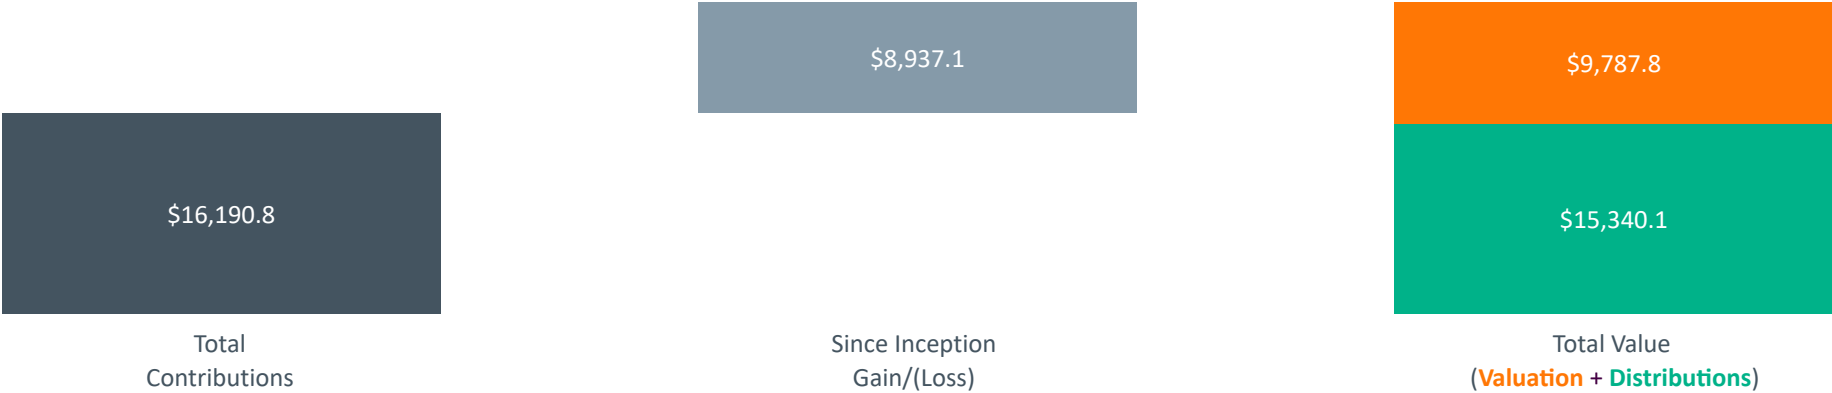 $8,937.1
$9,787.8
$16,190.8
$15,340.1
Total
Contributions
Since Inception
Gain/(Loss)
Total Value
(Valuation + Distributions)